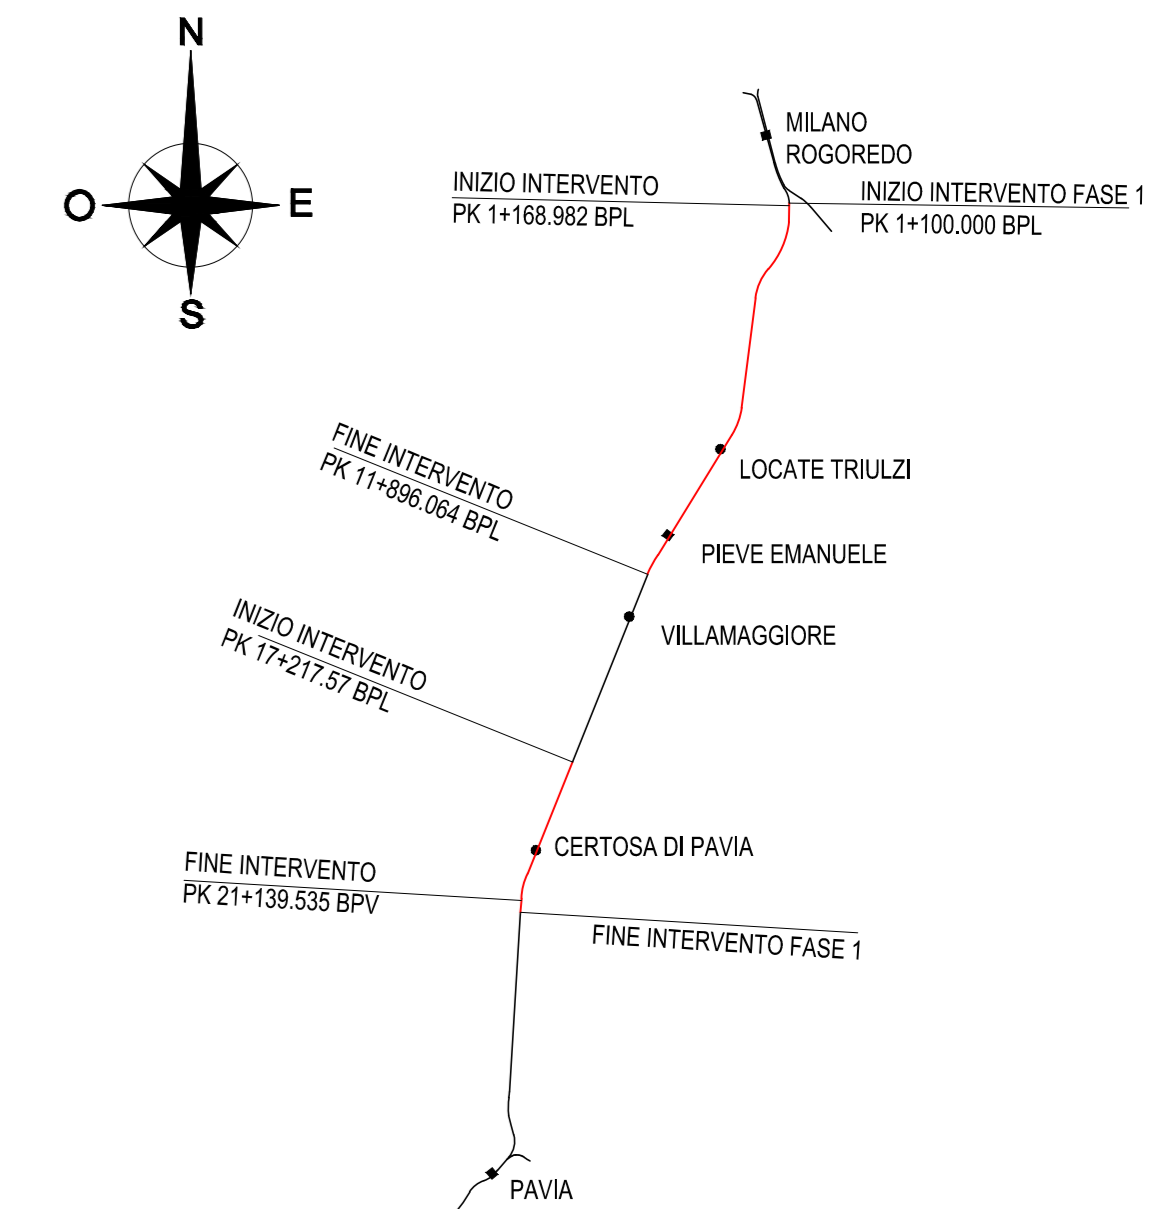 N
O
E
S
MILANO
ROGOREDO
INIZIO INTERVENTO
PK 1+168.982 BPL
INIZIO INTERVENTO FASE 1
PK 1+100.000 BPL
FINE INTERVENTO
PK 11+896.064 BPL
LOCATE TRIULZI
PIEVE EMANUELE
INIZIO INTERVENTO
PK 17+217.57 BPL
VILLAMAGGIORE
CERTOSA DI PAVIA
FINE INTERVENTO
PK 21+139.535 BPV
FINE INTERVENTO FASE 1
PAVIA